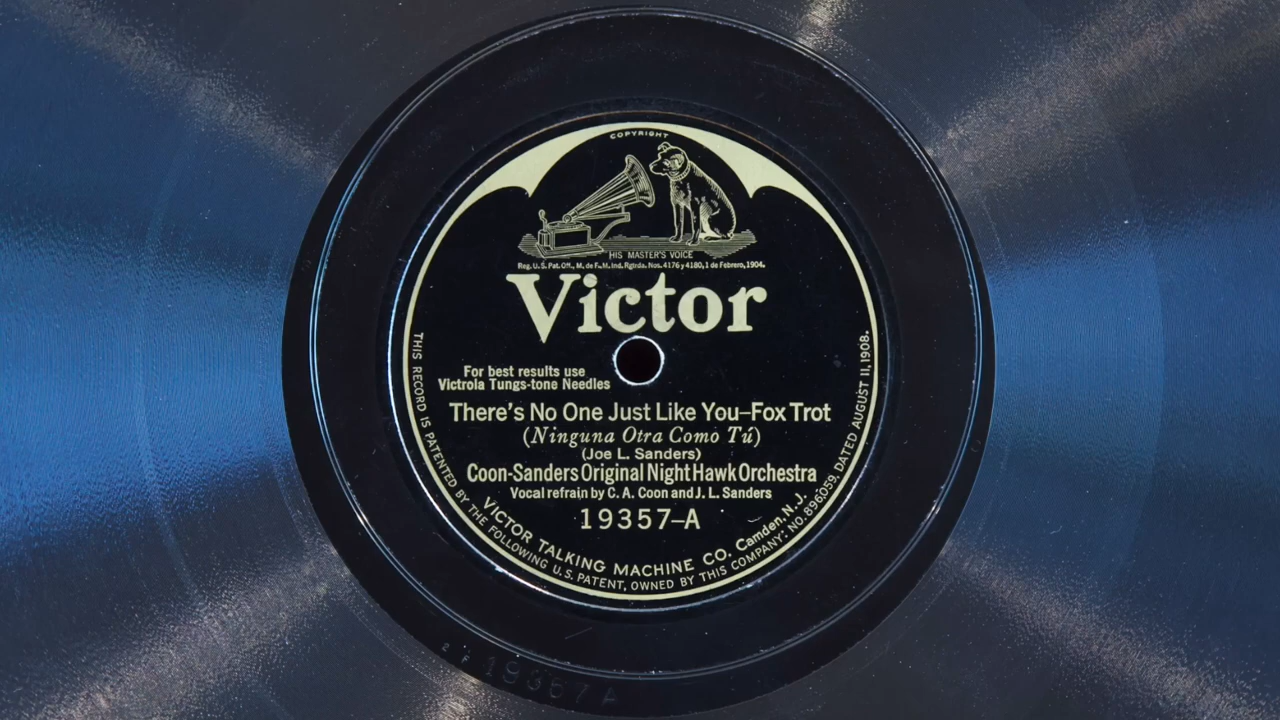 COPYRIGHT
HIS MASTER'S VOICE
Reg. U.S. Pat. Off., M. de F. M. Ind. Rgtrda. Nos. 4176 y 4180, 1 de Febrero, 1904.
Victor
For best results use
Victrola Tungs-tone Needles
There's No One Just Like You–Fox Trot
(Ninguna Otra Como Tú)
(Joe L. Sanders)
Coon-Sanders Original Night Hawk Orchestra
Vocal refrain by C. A. Coon and J. L. Sanders
19357–A
VICTOR TALKING MACHINE CO. Camden, N.J.
THIS RECORD IS PATENTED BY THE FOLLOWING U.S. PATENT, OWNED BY THIS COMPANY: NO. 896,059, DATED AUGUST 11, 1908.
19357 A